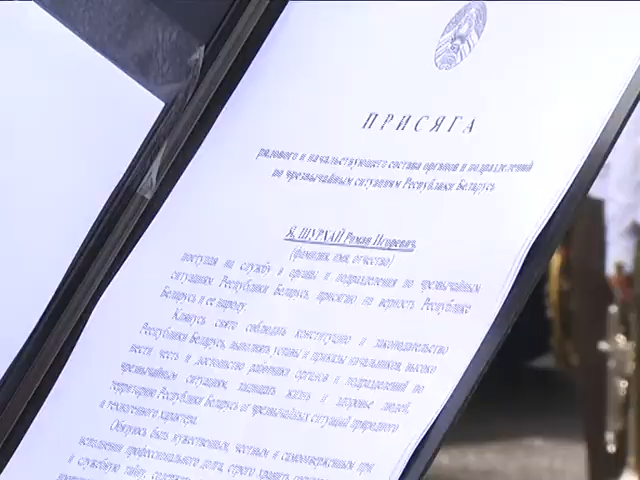 ПРИСЯГА
рядового и начальствующего состава органов и подразделений
по чрезвычайным ситуациям Республики Беларусь
Я, ШУРХАЙ Роман Игоревич
(фамилия, имя, отчество)
поступая на службу в органы и подразделения по чрезвычайным
ситуациям Республики Беларусь, присягаю на верность Республике
Беларусь и ее народу.
Клянусь свято соблюдать конституцию и законодательство
Республики Беларусь, выполнять уставы и приказы начальников, высоко
нести честь и достоинство работника органов и подразделений по
чрезвычайным ситуациям, защищать жизнь и здоровье людей,
территорию Республики Беларусь от чрезвычайных ситуаций природного
и техногенного характера.
Обязуюсь быть мужественным, честным и самоотверженным при
исполнении профессионального долга, строго хранить
и служебную тайну,